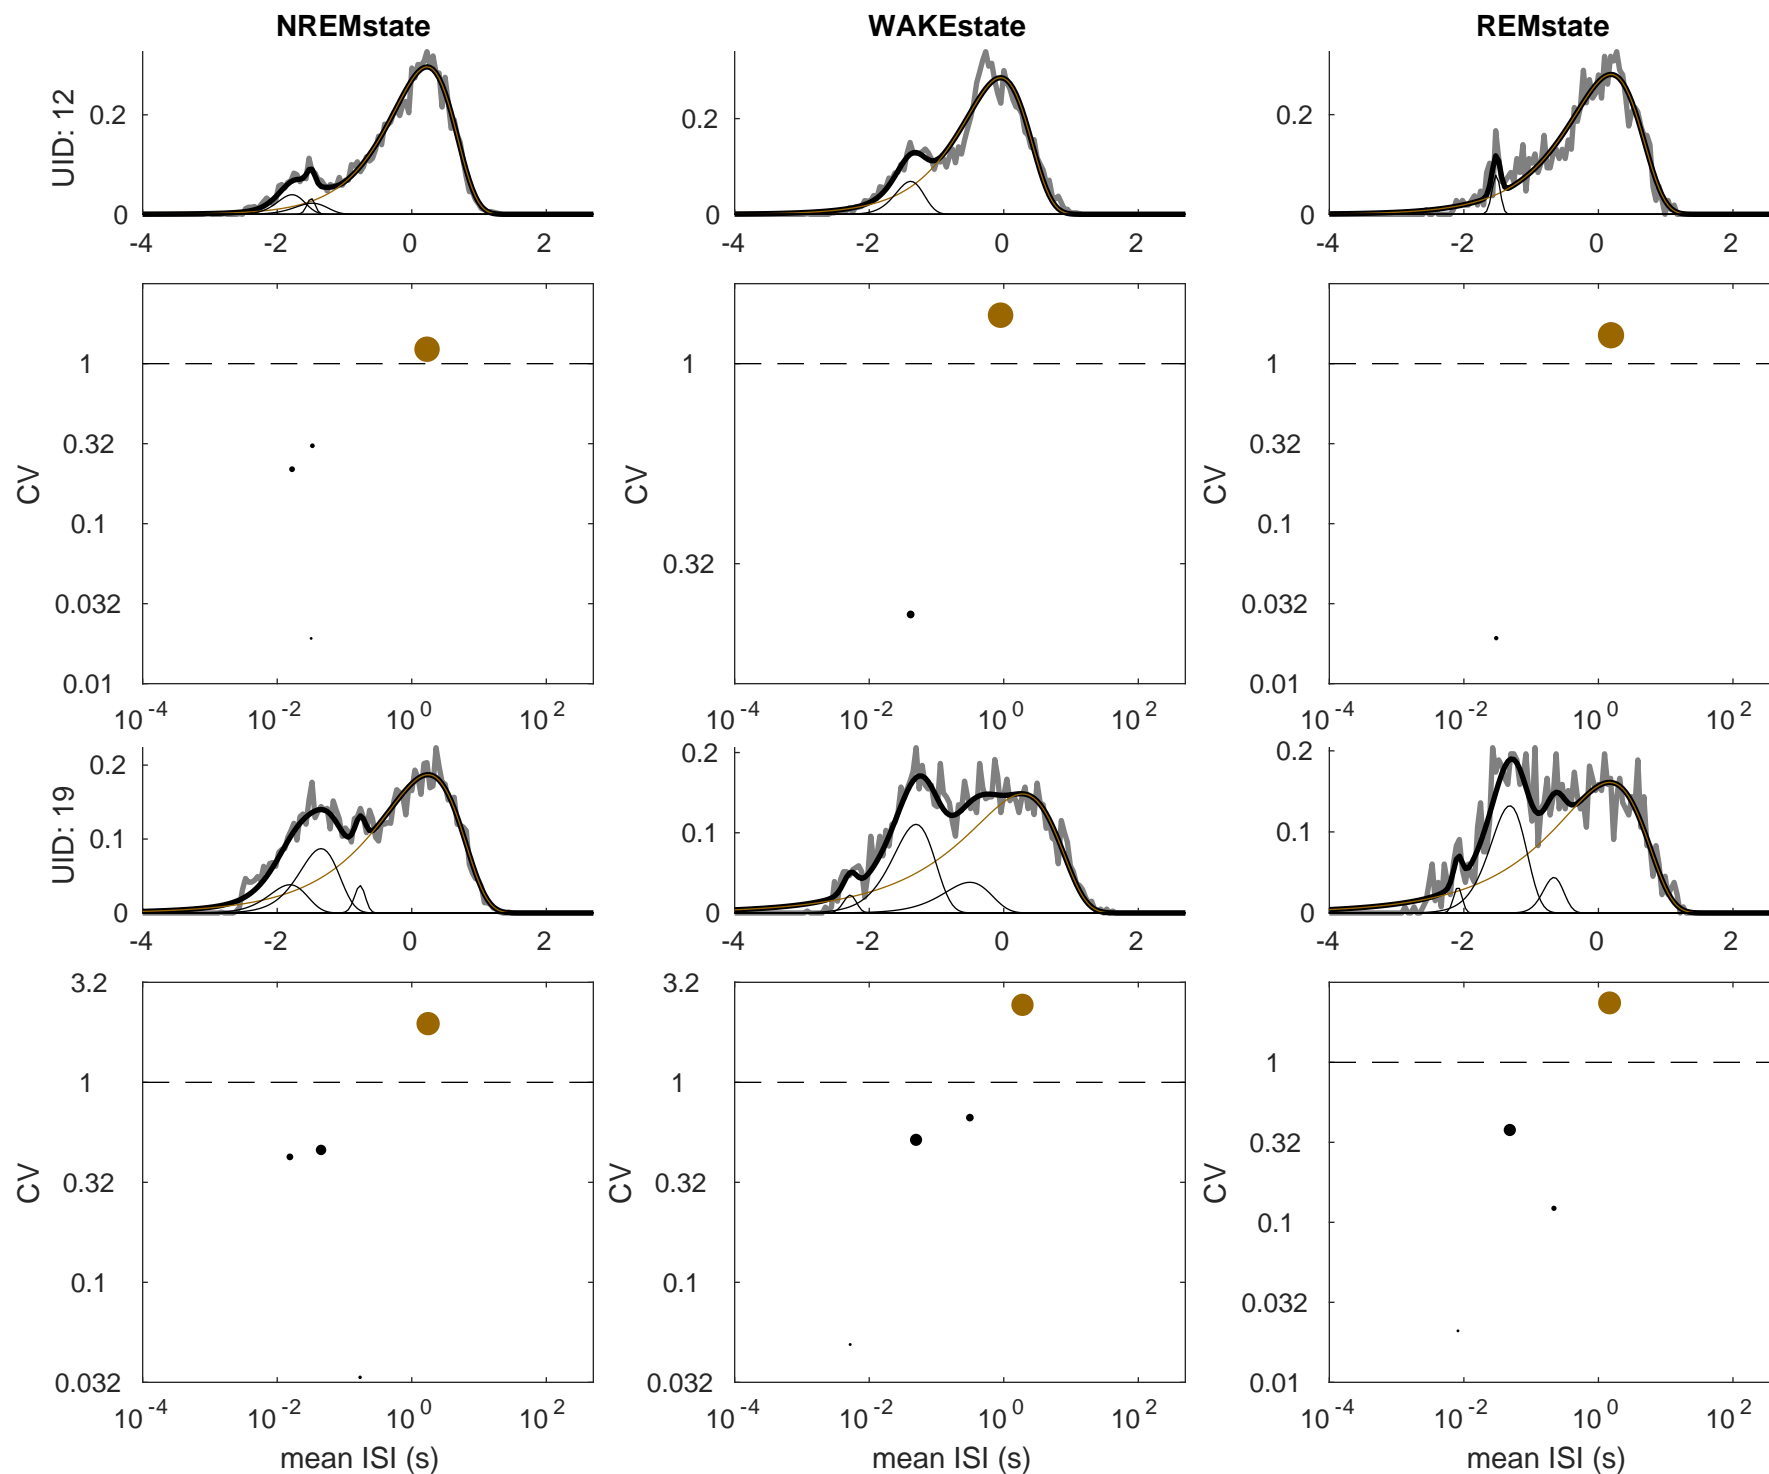 NREMstate WAKEstate REMstate
UID: 12
0.2 0.2 0.2
0 0 0
-4 -2 0 2 -4 -2 0 2 -4 -2 0 2
CV CV CV
1 1 1
0.32 0.32 0.32
0.1 0.1
0.032 0.032
0.01 0.01
10^-4 10^-2 10^0 10^2 10^-4 10^-2 10^0 10^2 10^-4 10^-2 10^0 10^2
UID: 19
0.2 0.2 0.2
0.1 0.1 0.1
0 0 0
-4 -2 0 2 -4 -2 0 2 -4 -2 0 2
CV CV CV
3.2 3.2
1 1 1
0.32 0.32 0.32
0.1 0.1 0.1
0.032 0.032 0.032
0.01
10^-4 10^-2 10^0 10^2 10^-4 10^-2 10^0 10^2 10^-4 10^-2 10^0 10^2
mean ISI (s) mean ISI (s) mean ISI (s)